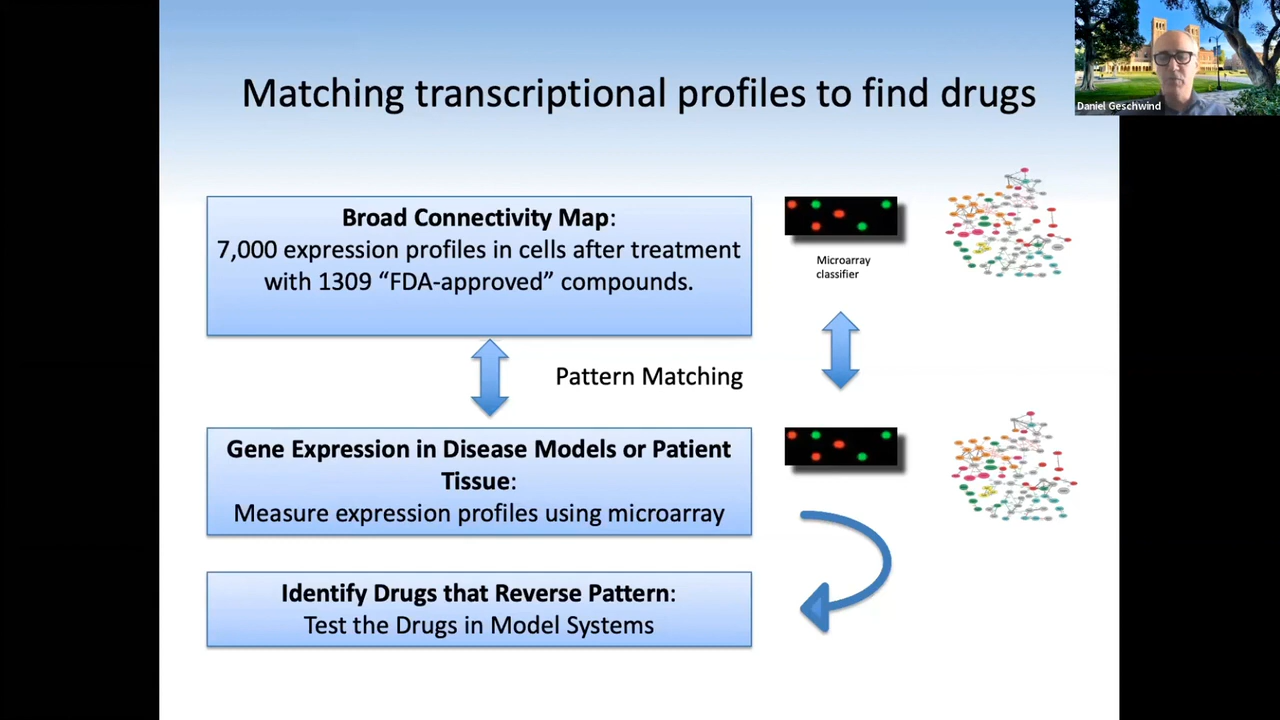 Matching transcriptional profiles to find drugs
Daniel Geschwind
Broad Connectivity Map:
7,000 expression profiles in cells after treatment
with 1309 “FDA-approved” compounds.
Microarray
classifier
Pattern Matching
Gene Expression in Disease Models or Patient
Tissue:
Measure expression profiles using microarray
Identify Drugs that Reverse Pattern:
Test the Drugs in Model Systems